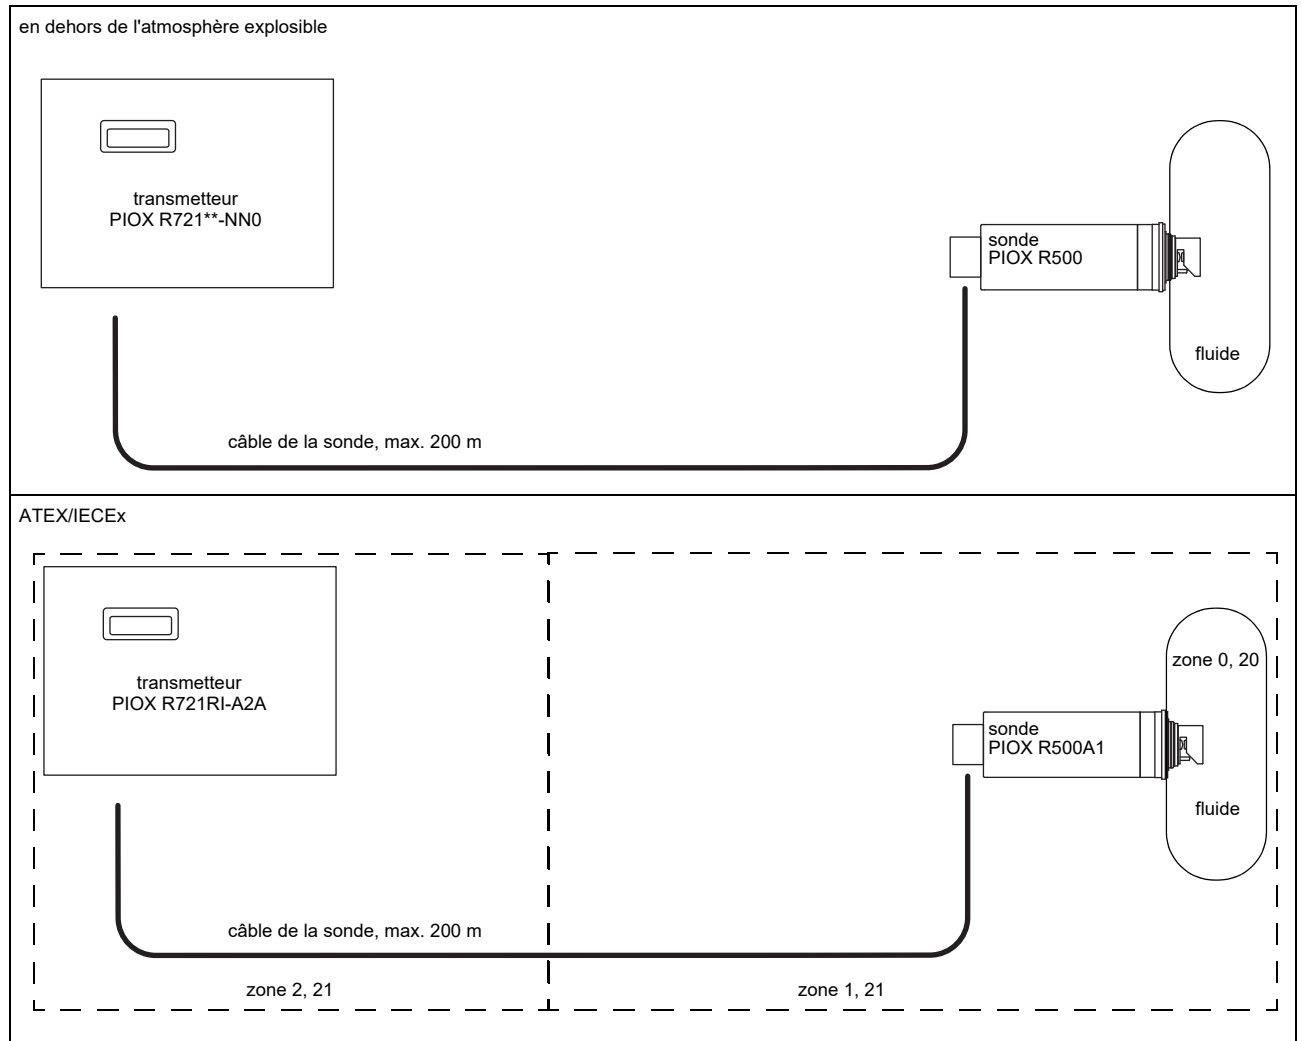 en dehors de l'atmosphère explosible
transmetteur
PIOX R721**-NN0
sonde
PIOX R500
fluide
câble de la sonde, max. 200 m
ATEX/IECEx
transmetteur
PIOX R721RI-A2A
zone 0, 20
sonde
PIOX R500A1
fluide
câble de la sonde, max. 200 m
zone 2, 21
zone 1, 21